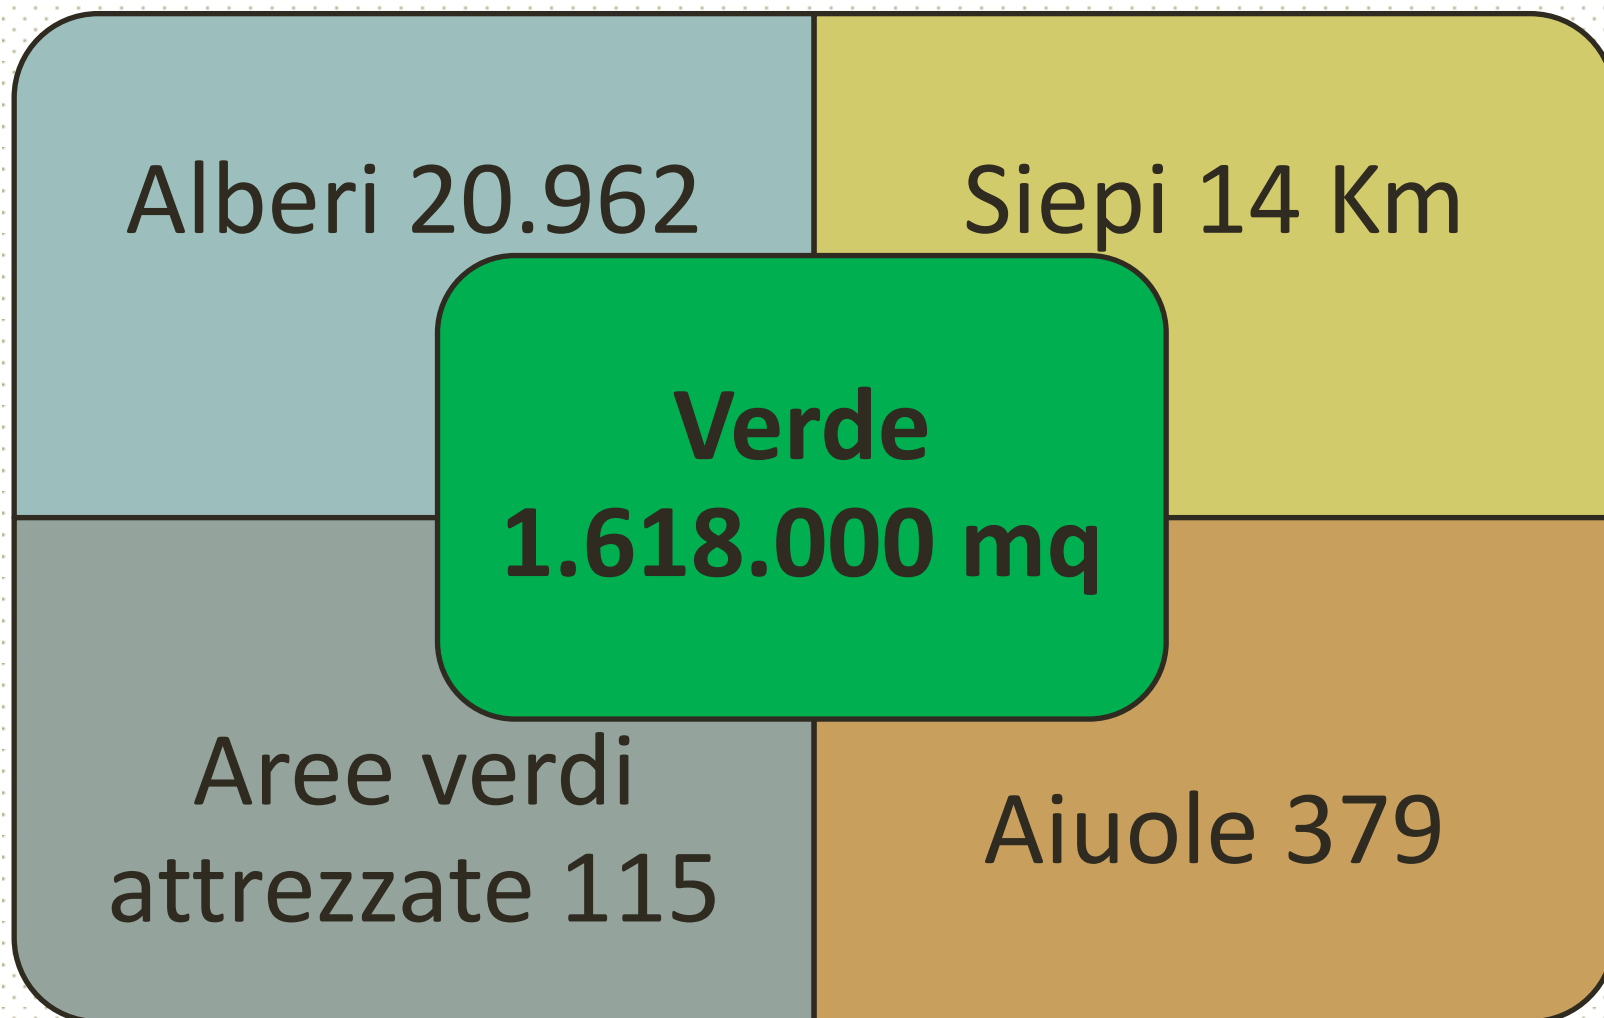 Alberi 20.962
Siepi 14 Km
Verde
1.618.000 mq
Aree verdi
attrezzate 115
Aiuole 379